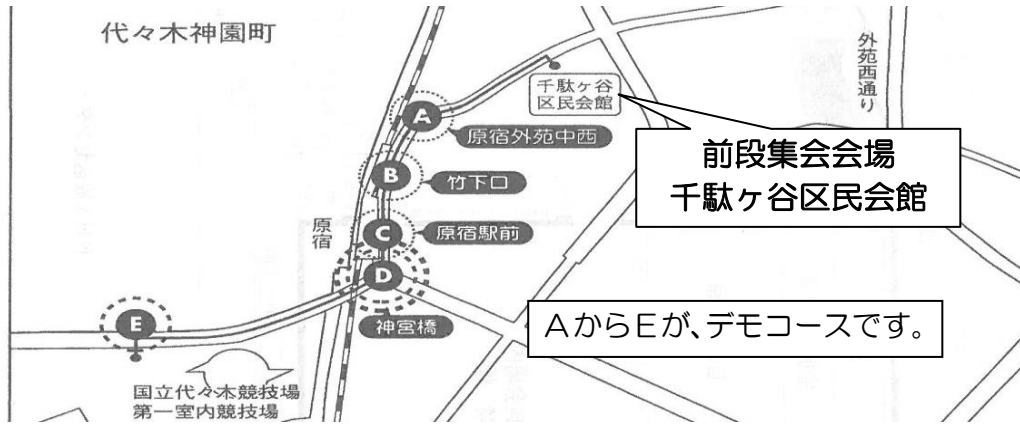 代々木神園町
外苑西通り
千駄ヶ谷
区民会館
A
原宿外苑中西
前段集会会場
千駄ヶ谷区民会館
B
竹下口
原宿
C
原宿駅前
D
神宮橋
E
AからEが、デモコースです。
国立代々木競技場
第一室内競技場